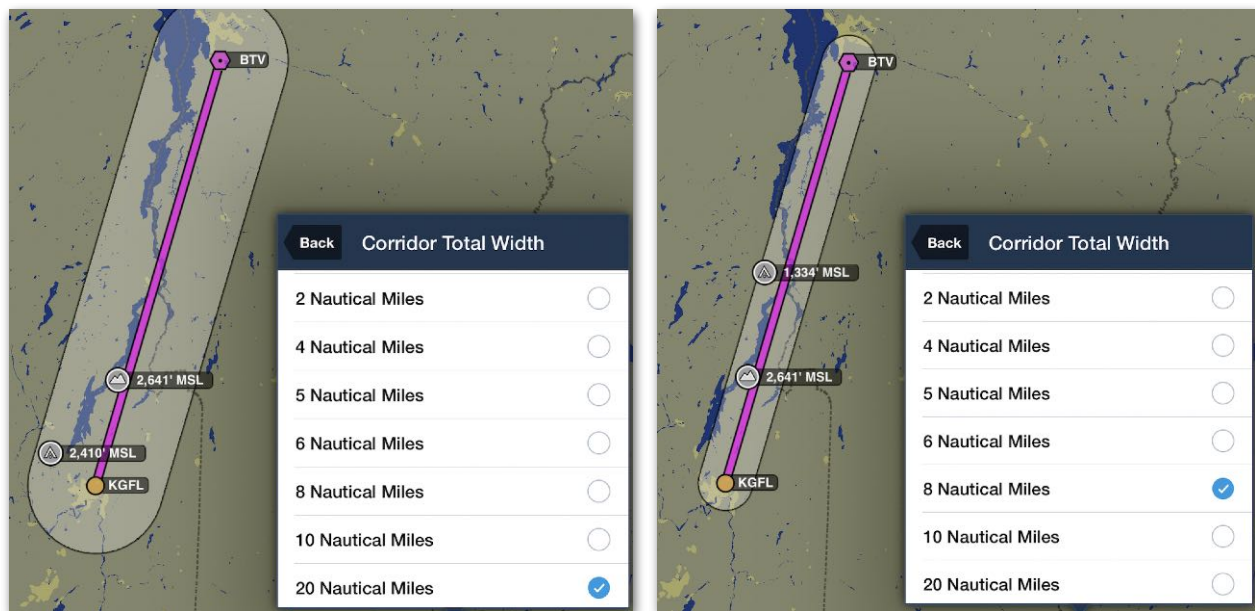 BTV
2,641' MSL
2,410' MSL
KGFL
Back
Corridor Total Width
2 Nautical Miles
4 Nautical Miles
5 Nautical Miles
6 Nautical Miles
8 Nautical Miles
10 Nautical Miles
20 Nautical Miles
BTV
1,334' MSL
2,641' MSL
KGFL
Back
Corridor Total Width
2 Nautical Miles
4 Nautical Miles
5 Nautical Miles
6 Nautical Miles
8 Nautical Miles
10 Nautical Miles
20 Nautical Miles